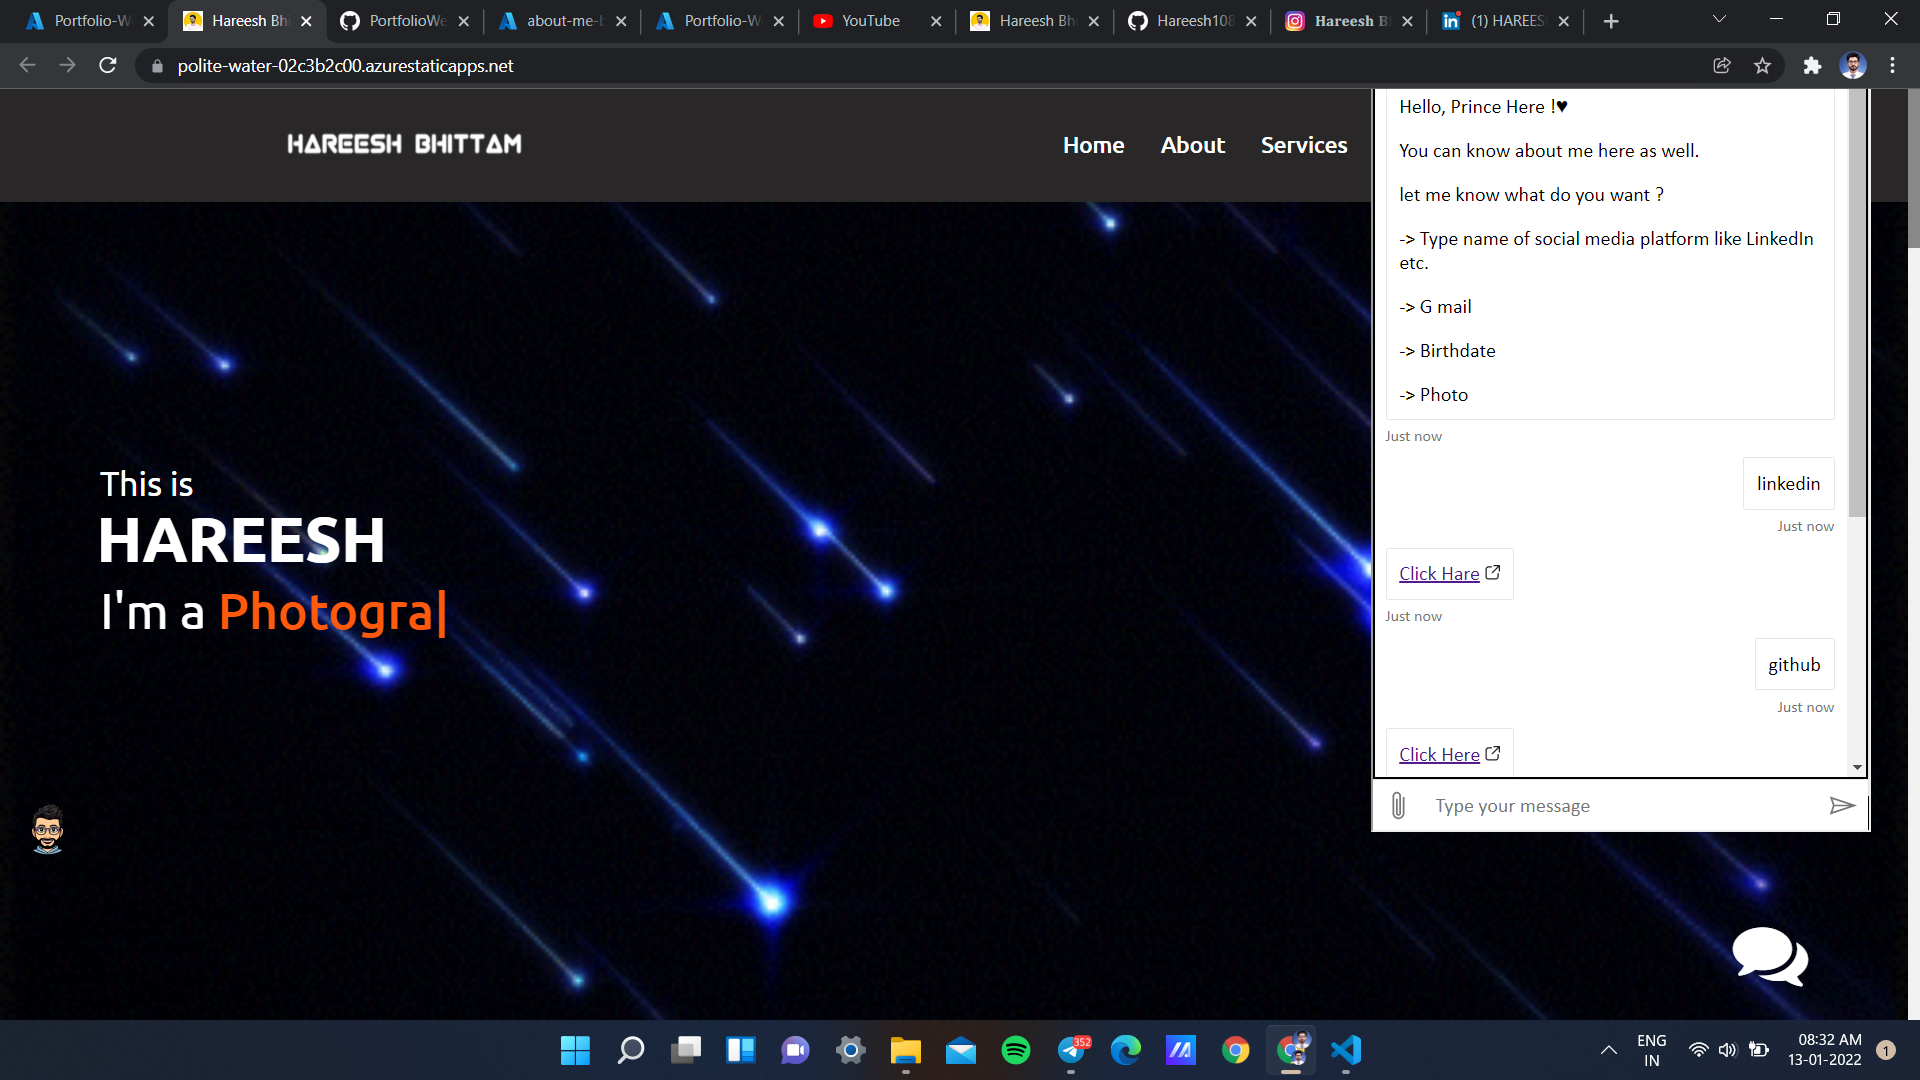 Portfolio-W
Hareesh Bhi
PortfolioWe
about-me-b
Portfolio-W
YouTube
Hareesh Bhi
Hareesh108
Hareesh B
(1) HAREES
polite-water-02c3b2c00.azurestaticapps.net
HAREESH BHITTAM
Home
About
Services
This is
HAREESH
I'm a Photogra|
Hello, Prince Here !♥
You can know about me here as well.
let me know what do you want ?
-> Type name of social media platform like LinkedIn
etc.
-> G mail
-> Birthdate
-> Photo
Just now
linkedin
Just now
Click Hare
Just now
github
Just now
Click Here
Type your message
352
ENG
IN
08:32 AM
13-01-2022
1